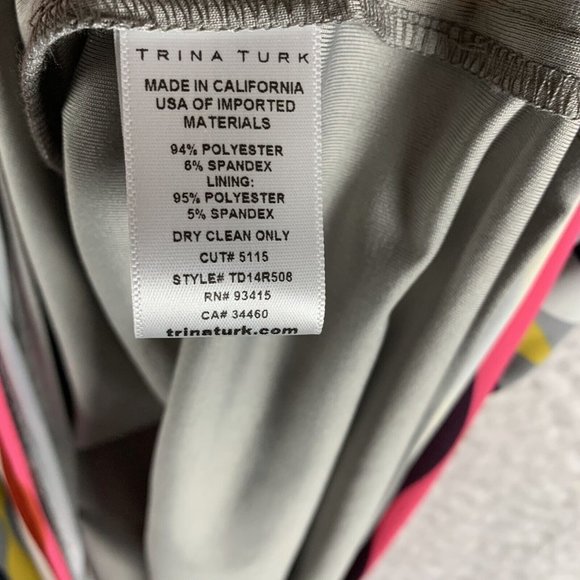 TRINA TURK
MADE IN CALIFORNIA
USA OF IMPORTED
MATERIALS
94% POLYESTER
6% SPANDEX
LINING:
95% POLYESTER
5% SPANDEX
DRY CLEAN ONLY
CUT# 5115
STYLE# TD14R508
RN# 93415
CA# 34460
trinaturk.com